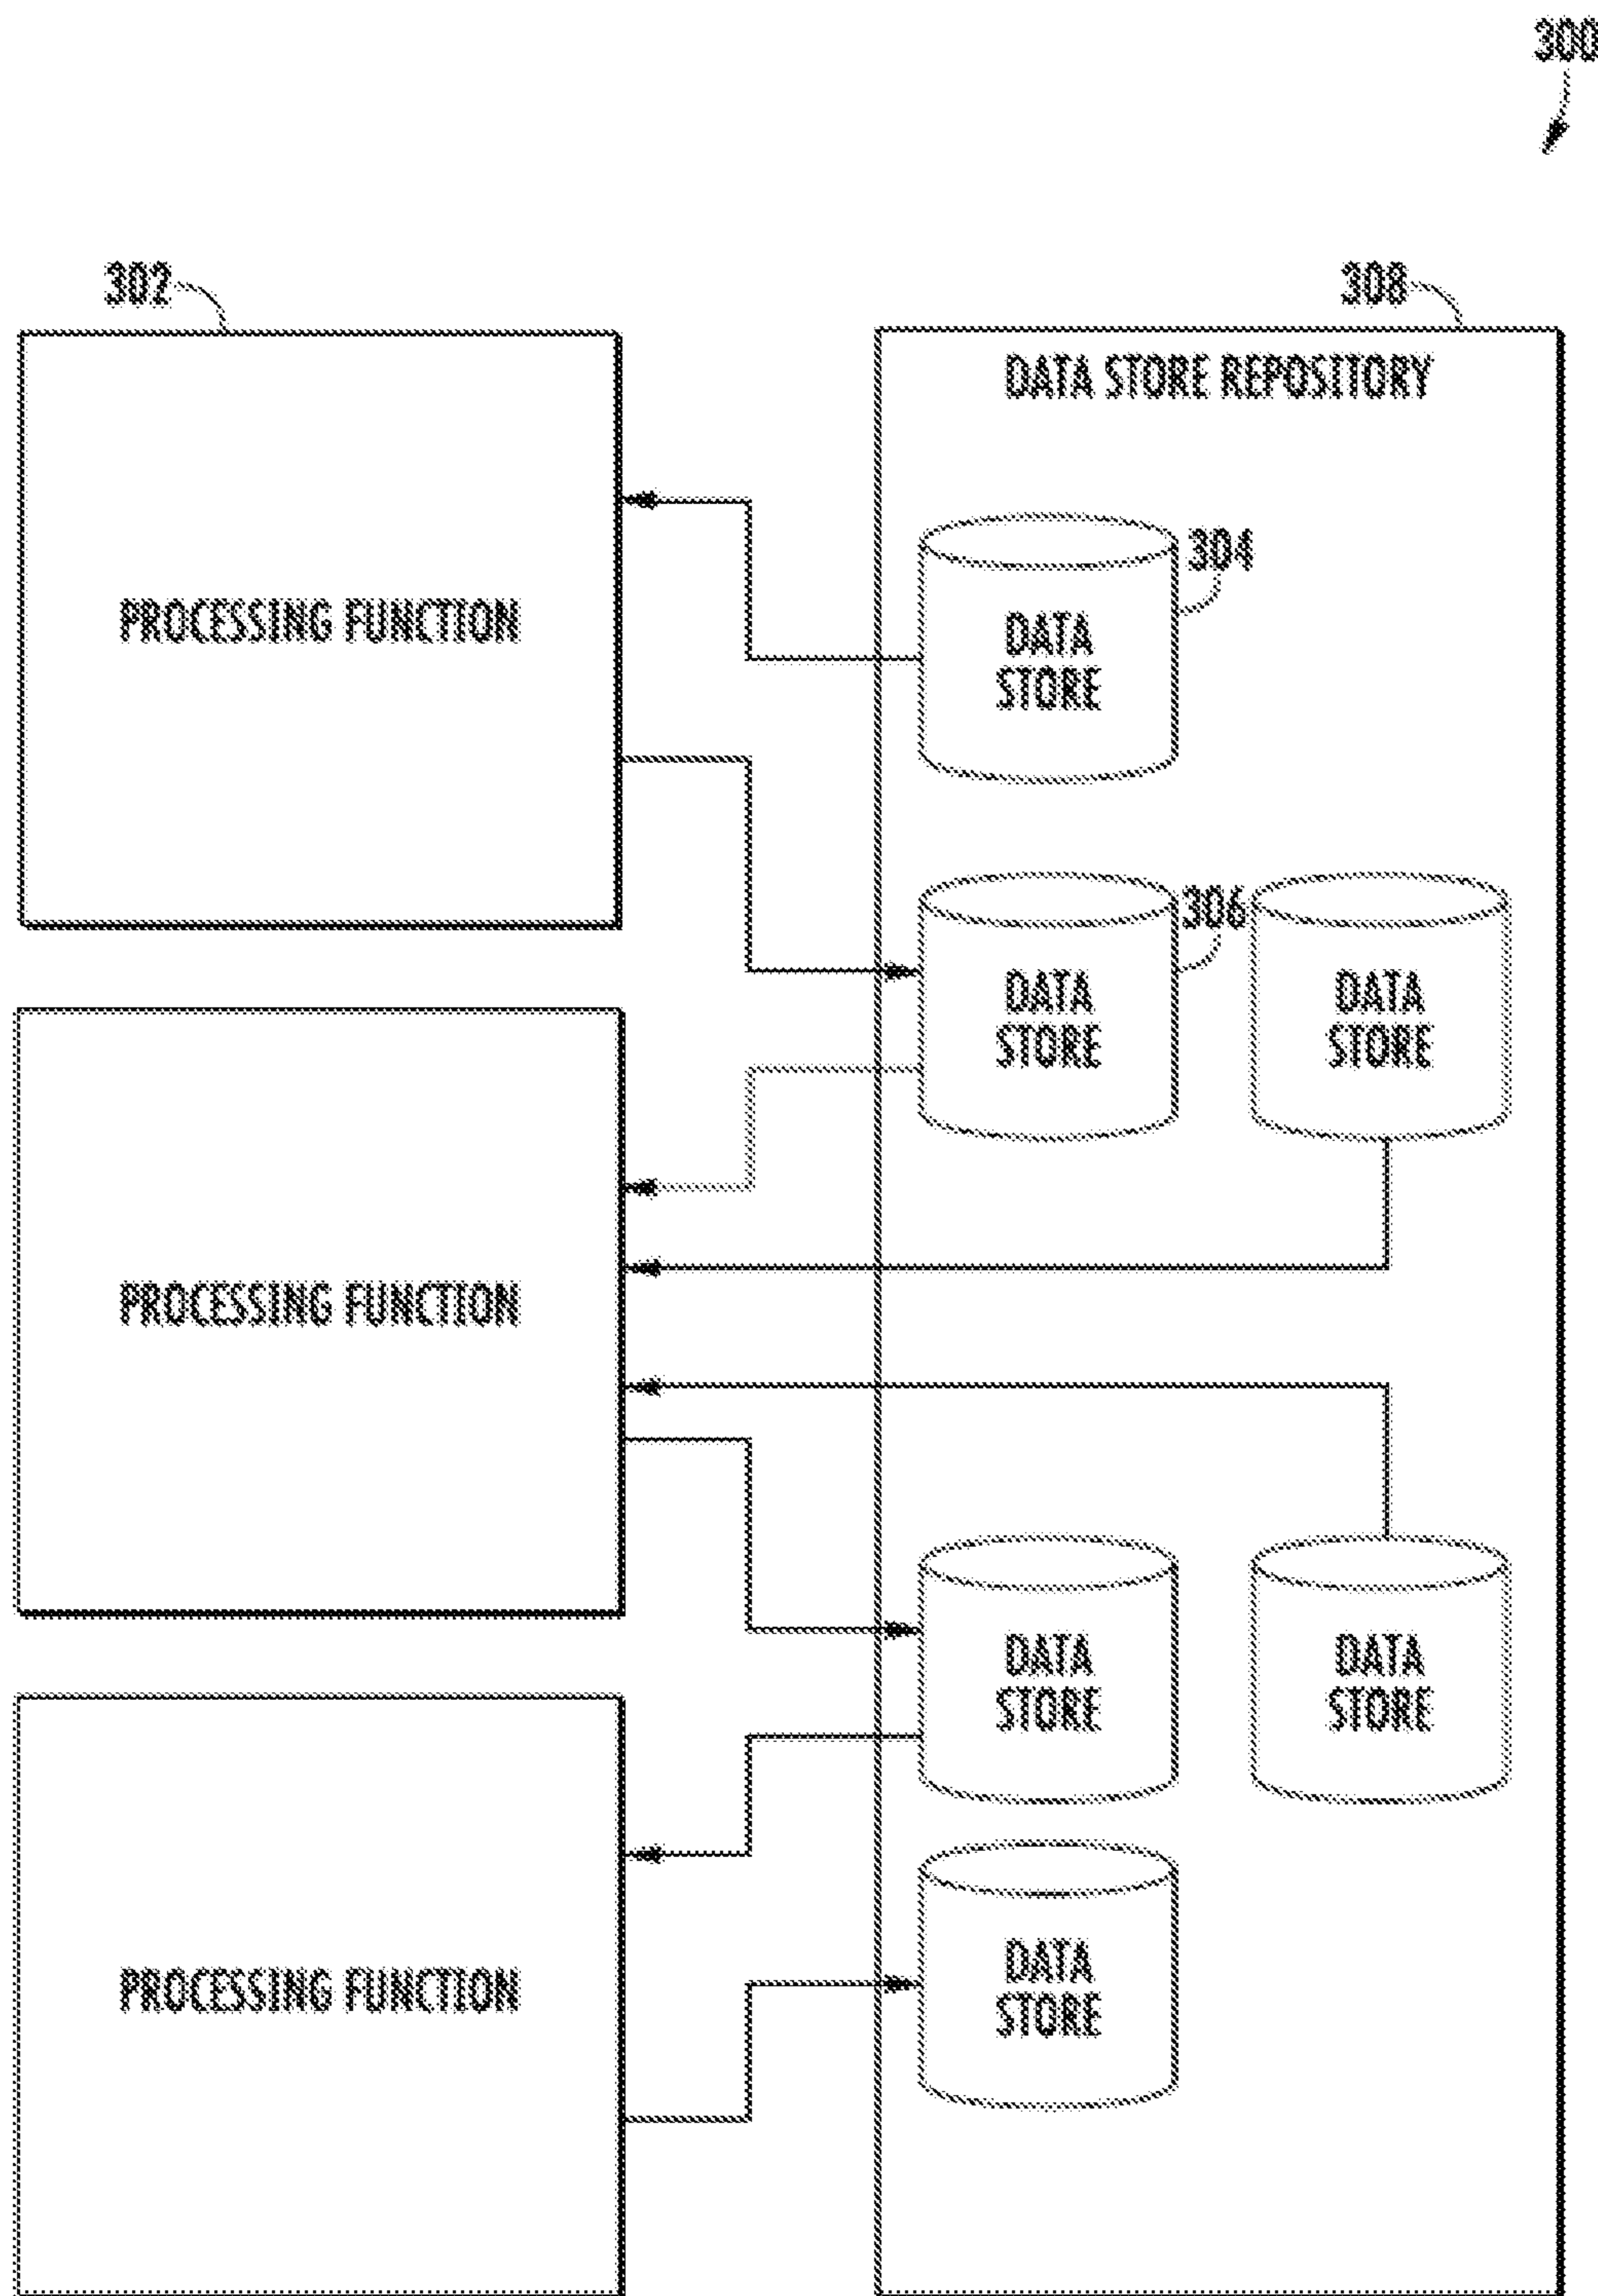 300
302
308
DATA STORE REPOSITORY
304
PROCESSING FUNCTION
DATA
STORE
306
DATA
STORE
DATA
STORE
PROCESSING FUNCTION
DATA
STORE
DATA
STORE
PROCESSING FUNCTION
DATA
STORE